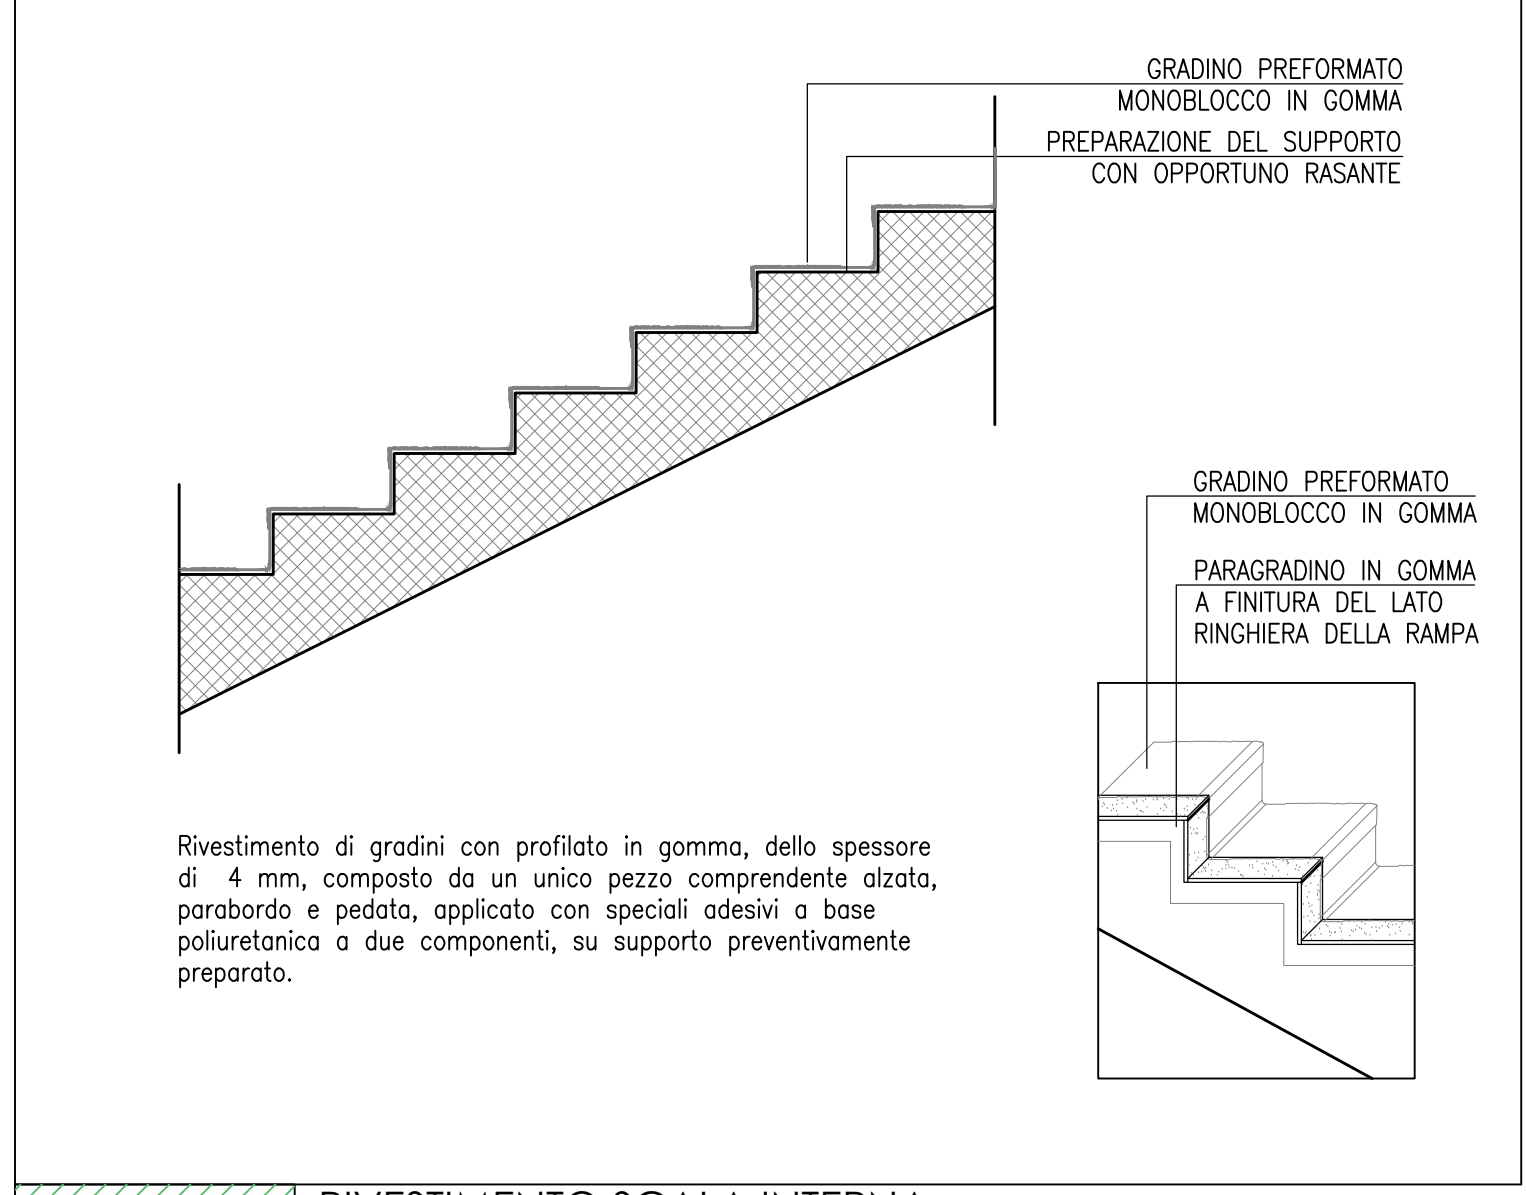 GRADINO PREFORMATO
MONOBLOCCO IN GOMMA
PREPARAZIONE DEL SUPPORTO
CON OPPORTUNO RASANTE
GRADINO PREFORMATO
MONOBLOCCO IN GOMMA
PARAGRADINO IN GOMMA
A FINITURA DEL LATO
RINGHIERA DELLA RAMPA
Rivestimento di gradini con profilato in gomma, dello spessore
di 4 mm, composto da un unico pezzo comprendente alzata,
parabordo e pedata, applicato con speciali adesivi a base
poliuretanica a due componenti, su supporto preventivamente
preparato.
RIVESTIMENTO SCALA INTERNA